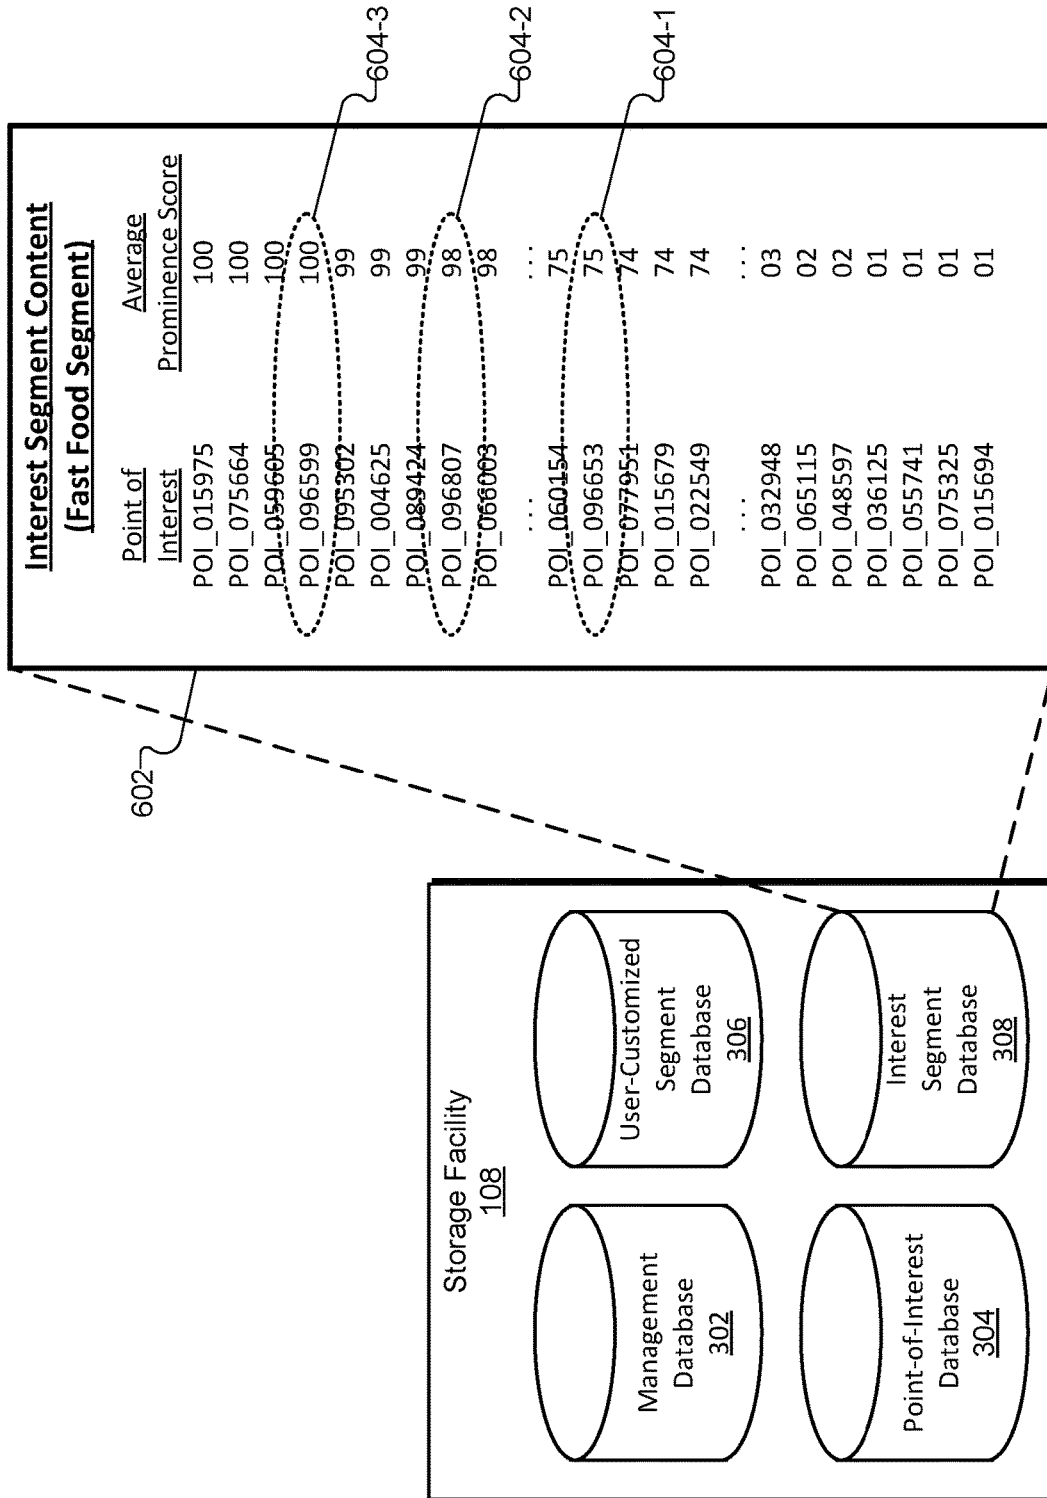 Storage Facility
108
Management
Database
302
User-Customized
Segment
Database
306
Point-of-Interest
Database
304
Interest
Segment
Database
308
602
Interest Segment Content
(Fast Food Segment)
Point of
Interest
Average
Prominence Score
POI_015975 100
POI_075664 100
POI_059605 100
POI_096599 100
POI_095302 99
POI_004625 99
POI_089424 99
POI_096807 98
POI_066003 98
... ...
POI_060154 75
POI_096653 75
POI_077951 74
POI_015679 74
POI_022549 74
... ...
POI_032948 03
POI_065115 02
POI_048597 02
POI_036125 01
POI_055741 01
POI_075325 01
POI_015694 01
604-3
604-2
604-1